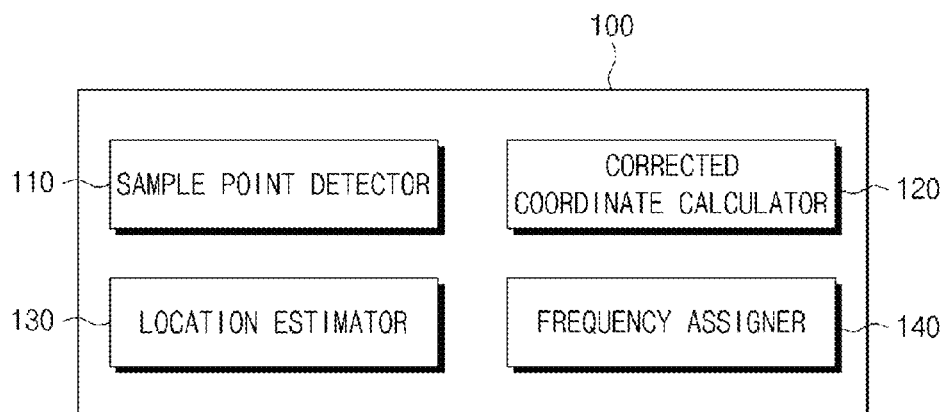 100
110
SAMPLE POINT DETECTOR
CORRECTED
COORDINATE CALCULATOR
120
130
LOCATION ESTIMATOR
FREQUENCY ASSIGNER
140